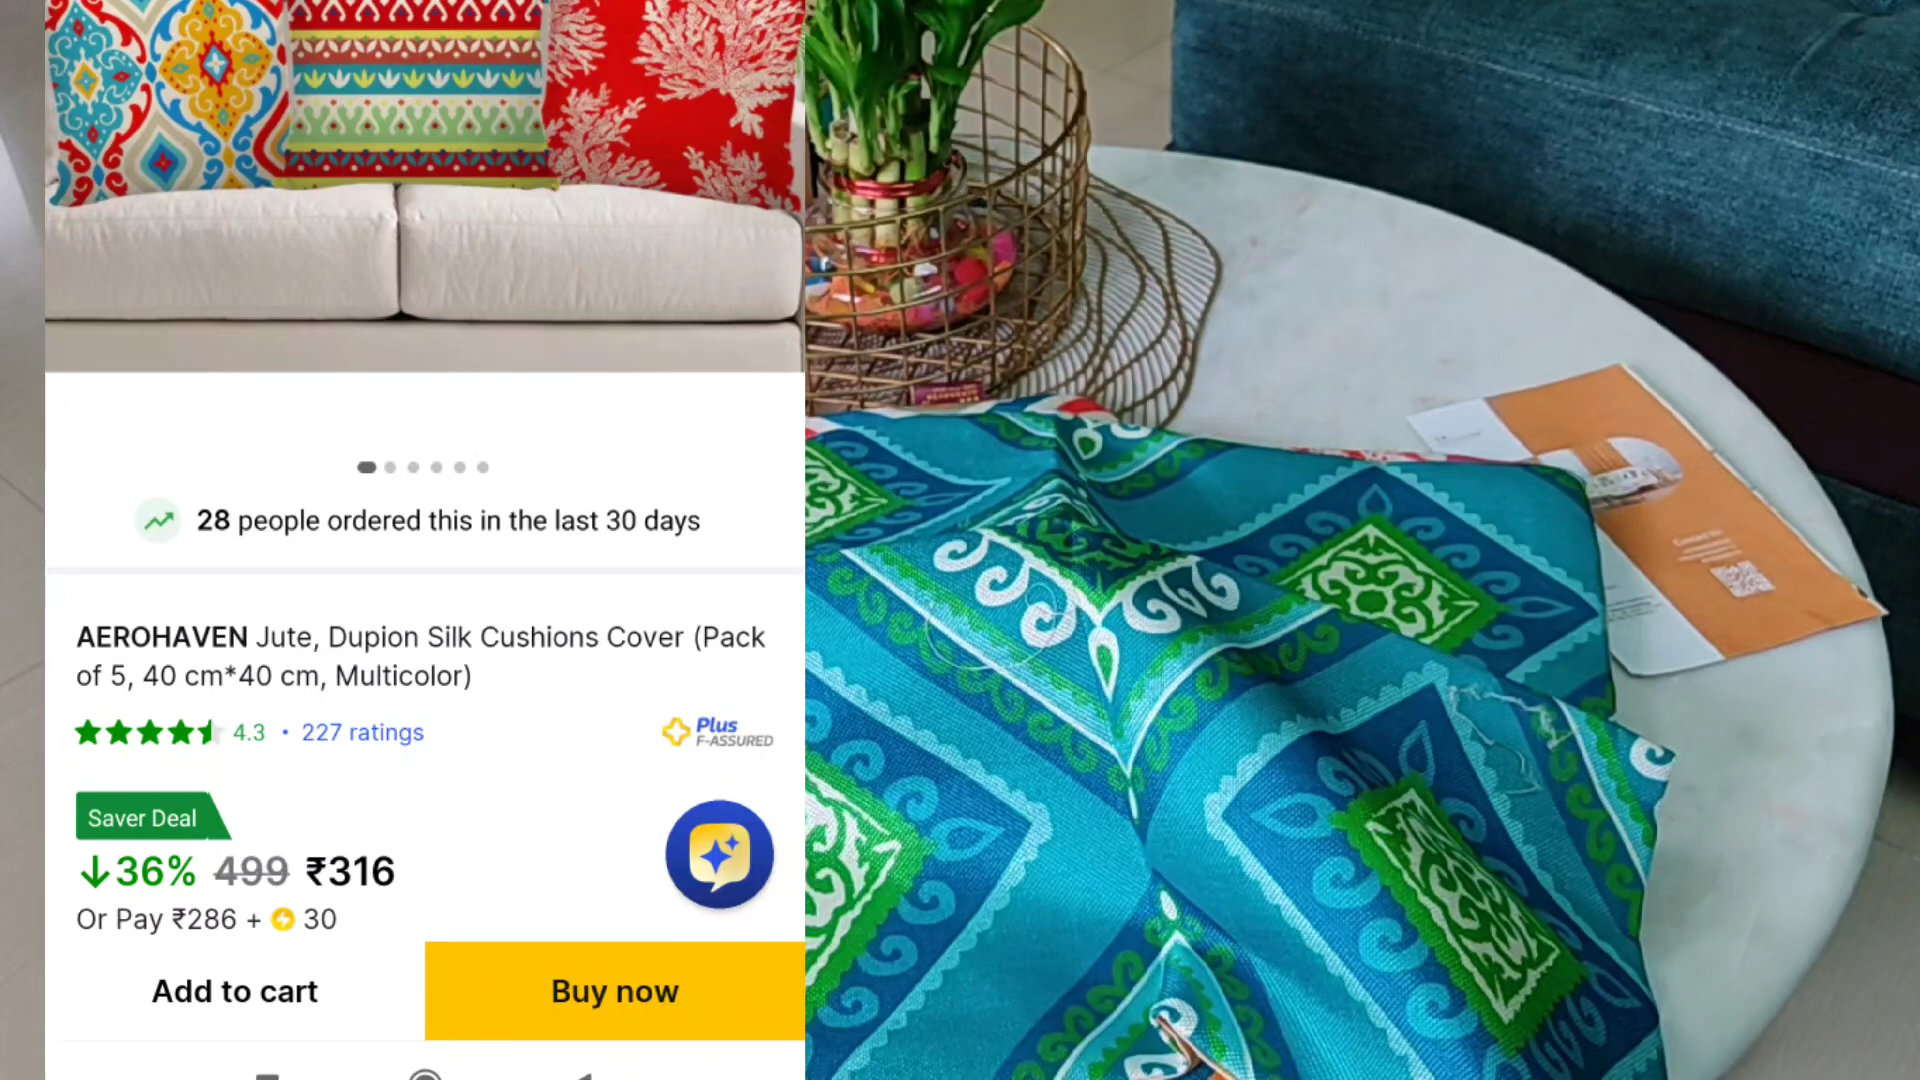 28 people ordered this in the last 30 days
AEROHAVEN Jute, Dupion Silk Cushions Cover (Pack
of 5, 40 cm*40 cm, Multicolor)
4.3 • 227 ratings
Plus
F-ASSURED
Saver Deal
↓36% 499 ₹316
Or Pay ₹286 + 30
Add to cart
Buy now
Contact Us